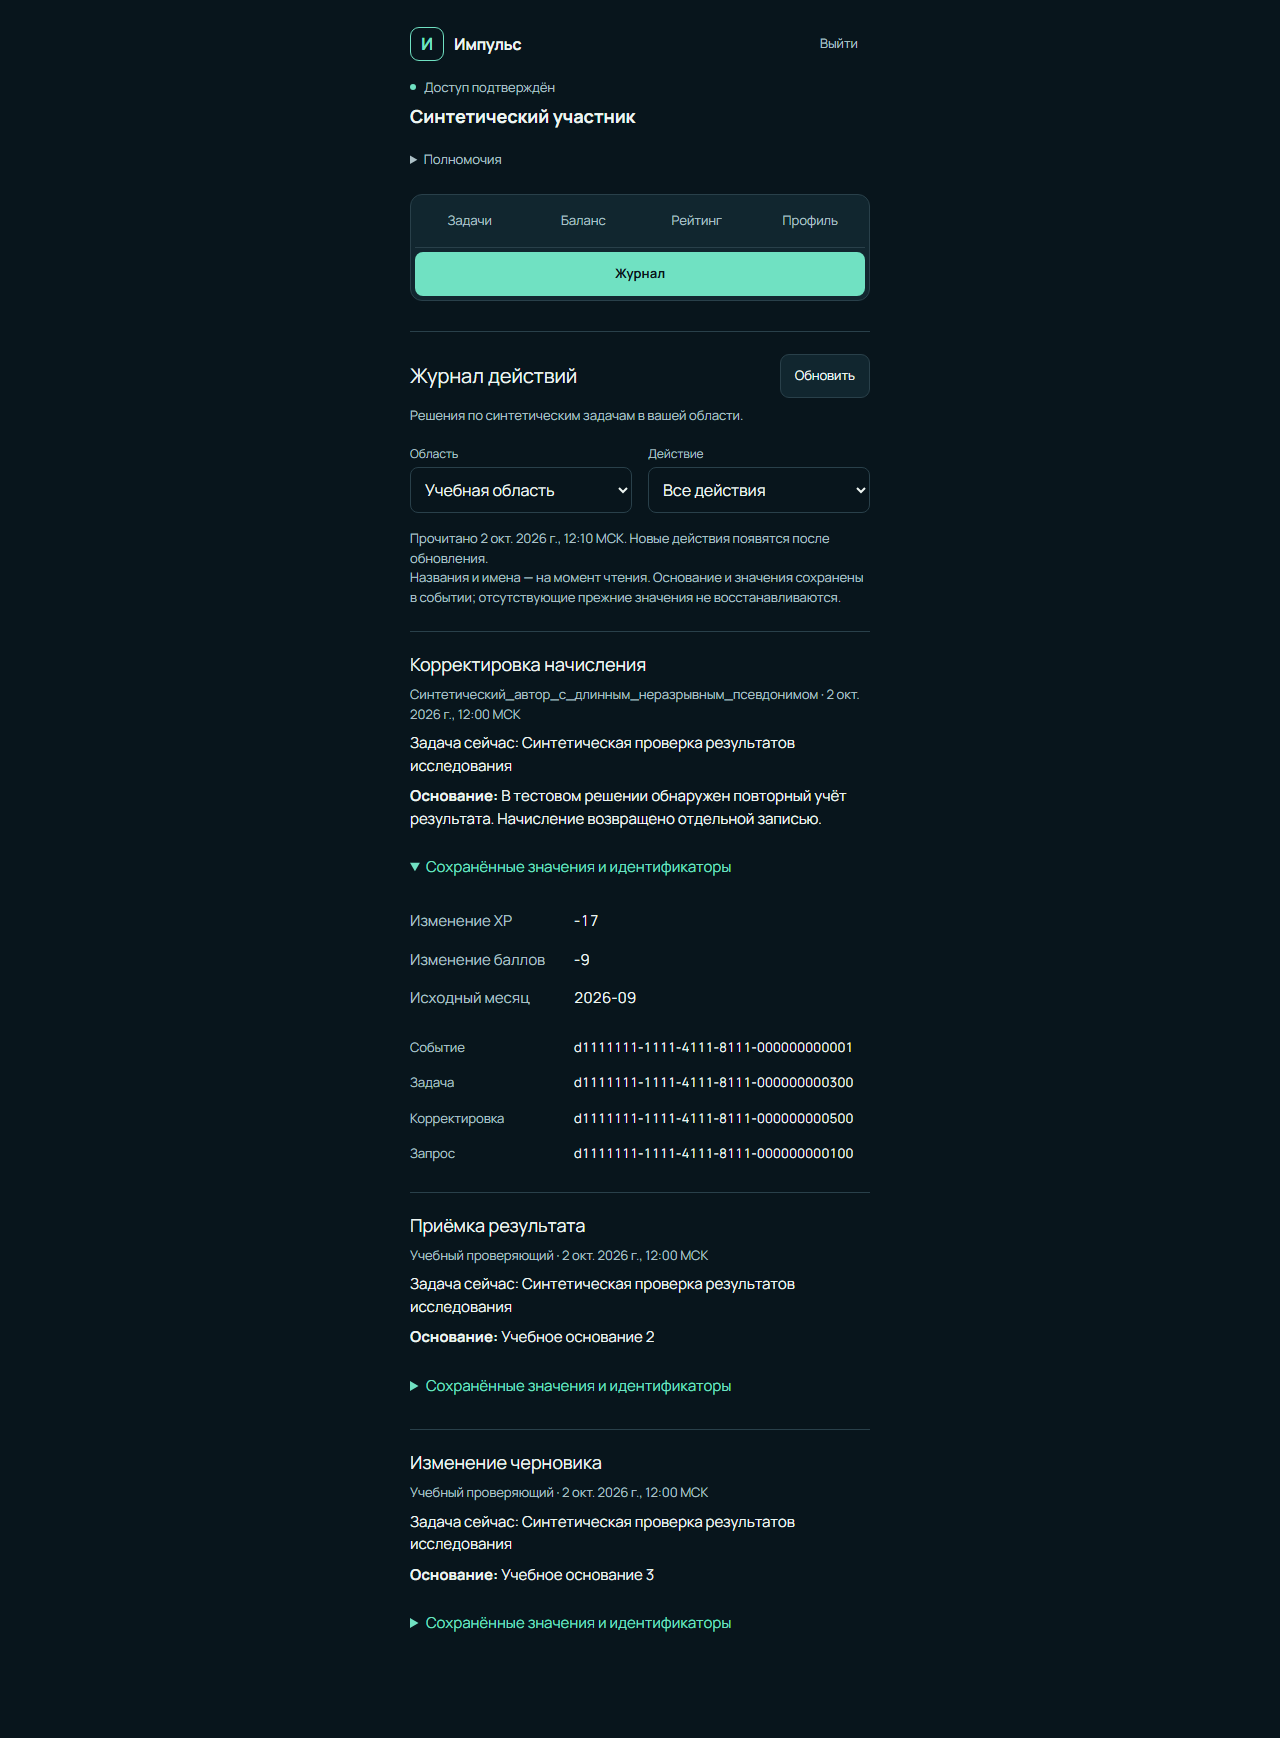 И Импульс Выйти
Доступ подтверждён
Синтетический участник
Полномочия
Задачи Баланс Рейтинг Профиль
Журнал
Журнал действий Обновить
Решения по синтетическим задачам в вашей области.
Область Действие
Учебная область Все действия
Прочитано 2 окт. 2026 г., 12:10 МСК. Новые действия появятся после
обновления.
Названия и имена — на момент чтения. Основание и значения сохранены
в событии; отсутствующие прежние значения не восстанавливаются.
Корректировка начисления
Синтетический_автор_с_длинным_неразрывным_псевдонимом · 2 окт.
2026 г., 12:00 МСК
Задача сейчас: Синтетическая проверка результатов
исследования
Основание: В тестовом решении обнаружен повторный учёт
результата. Начисление возвращено отдельной записью.
Сохранённые значения и идентификаторы
Изменение XP -17
Изменение баллов -9
Исходный месяц 2026-09
Событие d1111111-1111-4111-8111-000000000001
Задача d1111111-1111-4111-8111-000000000300
Корректировка d1111111-1111-4111-8111-000000000500
Запрос d1111111-1111-4111-8111-000000000100
Приёмка результата
Учебный проверяющий · 2 окт. 2026 г., 12:00 МСК
Задача сейчас: Синтетическая проверка результатов
исследования
Основание: Учебное основание 2
Сохранённые значения и идентификаторы
Изменение черновика
Учебный проверяющий · 2 окт. 2026 г., 12:00 МСК
Задача сейчас: Синтетическая проверка результатов
исследования
Основание: Учебное основание 3
Сохранённые значения и идентификаторы